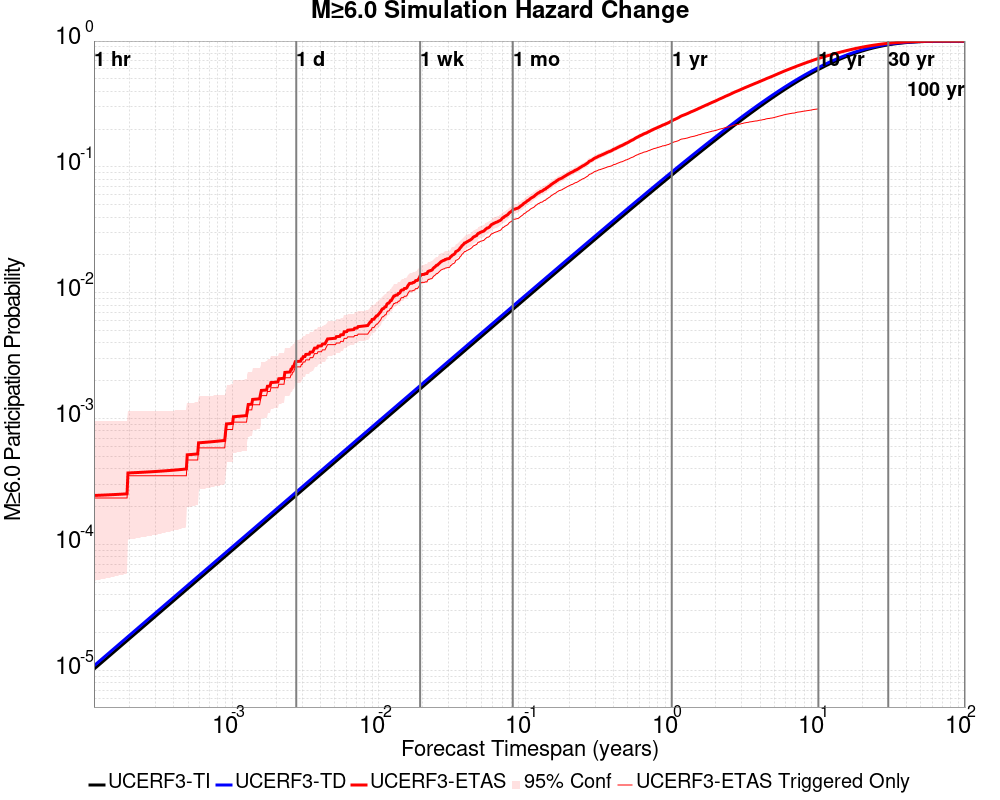 M≥6.0 Simulation Hazard Change
M≥6.0 Participation Probability
10^0
10^-1
10^-2
10^-3
10^-4
10^-5
1 hr 1 d 1 wk 1 mo 1 yr 10 yr 30 yr
100 yr
10^-3 10^-2 10^-1 10^0 10^1 10^2
Forecast Timespan (years)
UCERF3-TI UCERF3-TD UCERF3-ETAS 95% Conf UCERF3-ETAS Triggered Only